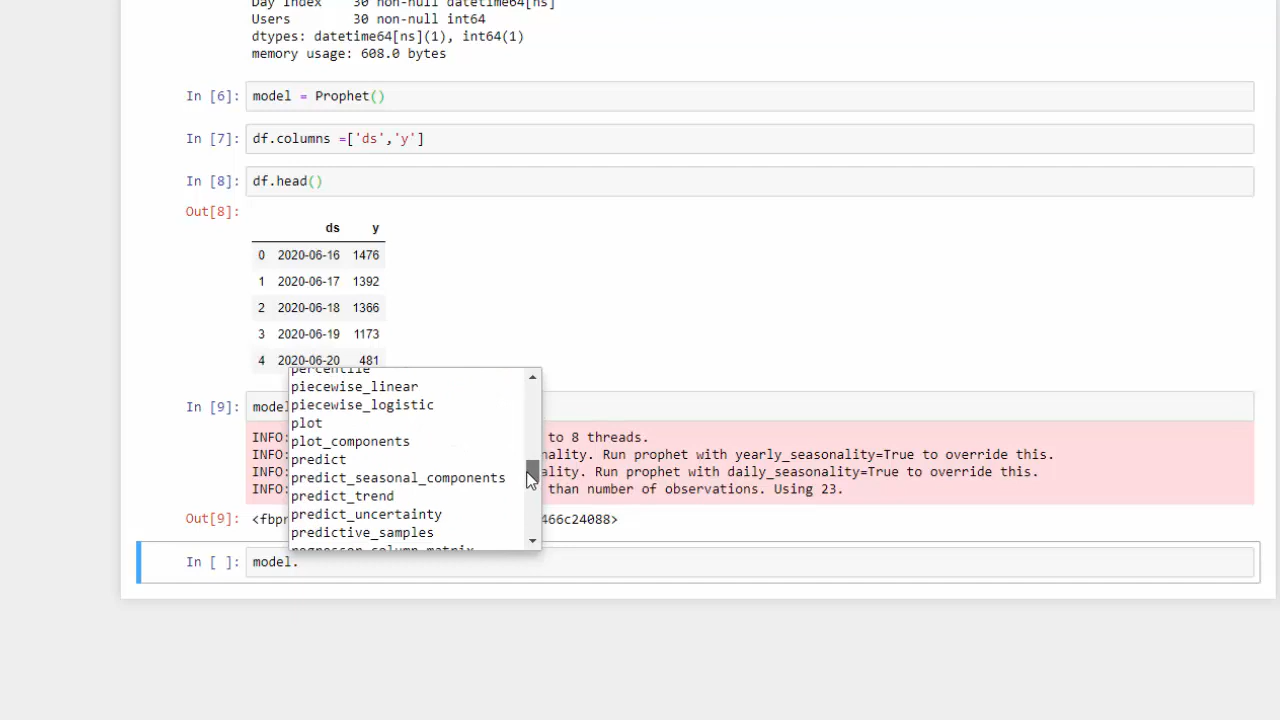 Day Index    30 non-null datetime64[ns]
Users        30 non-null int64
dtypes: datetime64[ns](1), int64(1)
memory usage: 608.0 bytes
In [6]: model = Prophet()
In [7]: df.columns =['ds','y']
In [8]: df.head()
Out[8]:
ds y
0 2020-06-16 1476
1 2020-06-17 1392
2 2020-06-18 1366
3 2020-06-19 1173
4 2020-06-20 481
percentile
piecewise_linear
piecewise_logistic
plot
plot_components
predict
predict_seasonal_components
predict_trend
predict_uncertainty
predictive_samples
regressor_column_matrix
In [9]:
INFO: to 8 threads.
INFO: Run prophet with yearly_seasonality=True to override this.
INFO: Run prophet with daily_seasonality=True to override this.
INFO: than number of observations. Using 23.
Out[9]: 466c24088>
In [ ]: model.